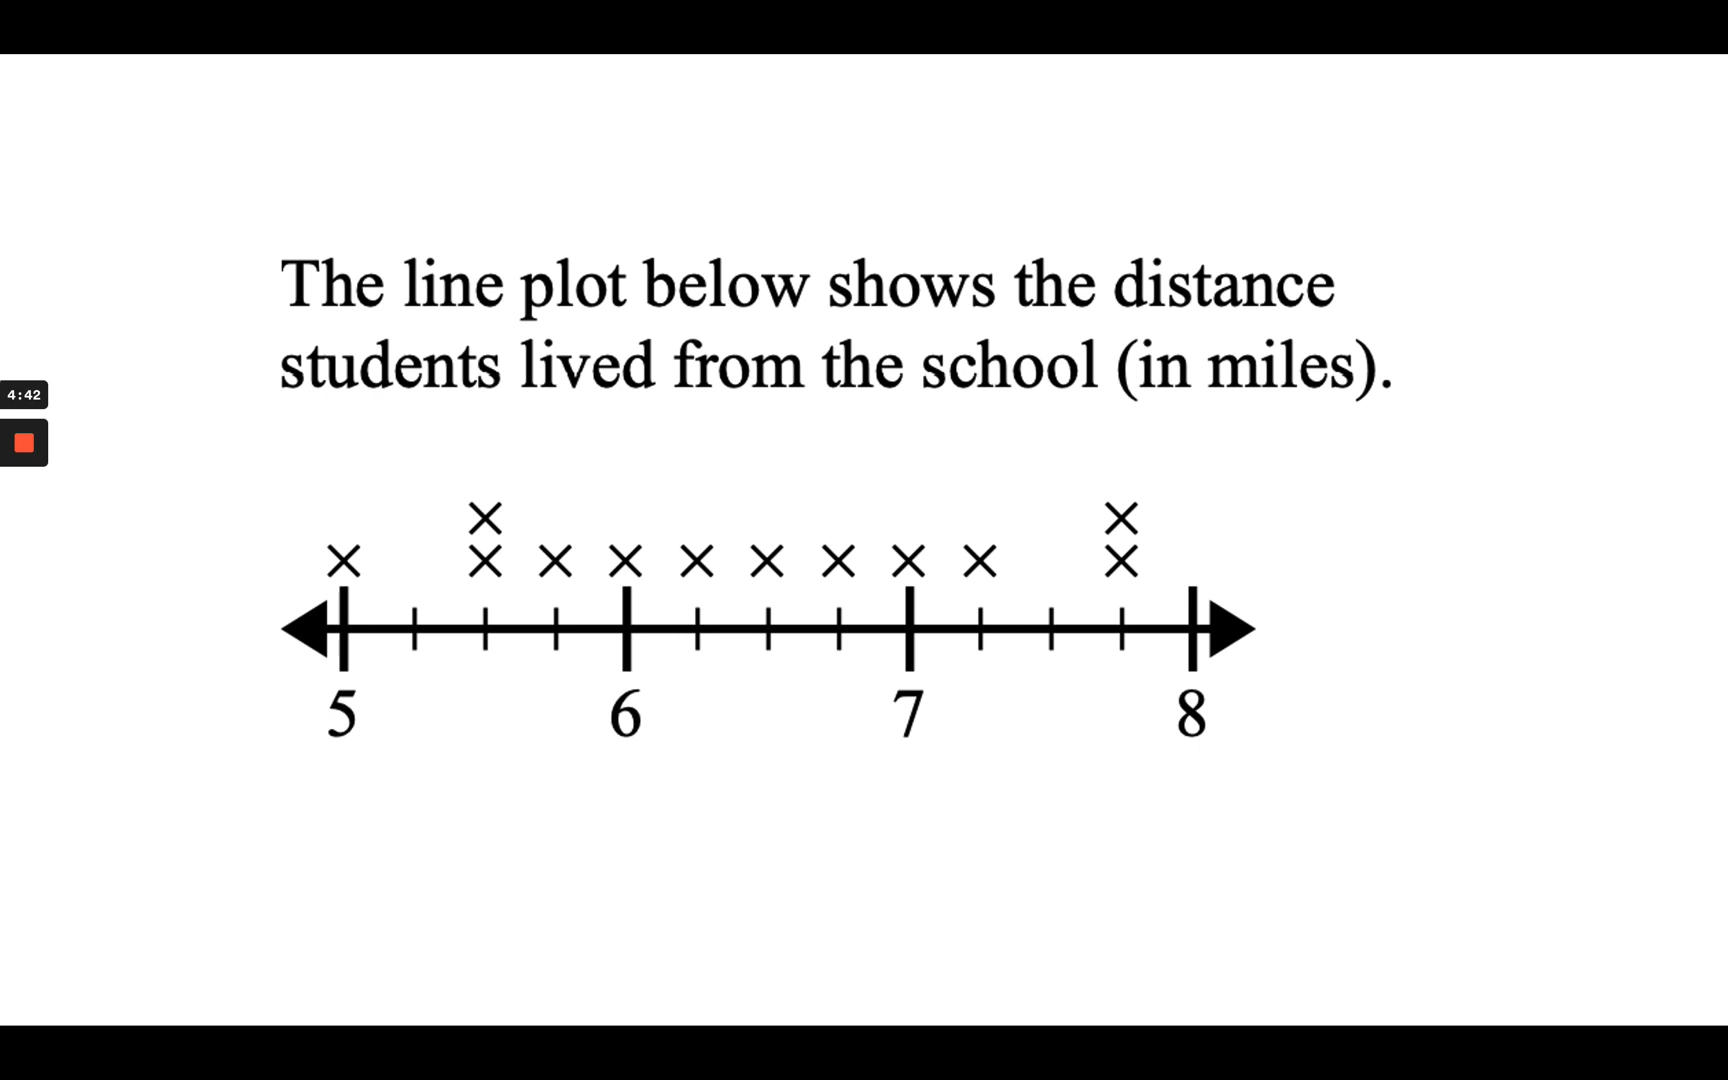 The line plot below shows the distance
students lived from the school (in miles).
4:42
5 6 7 8